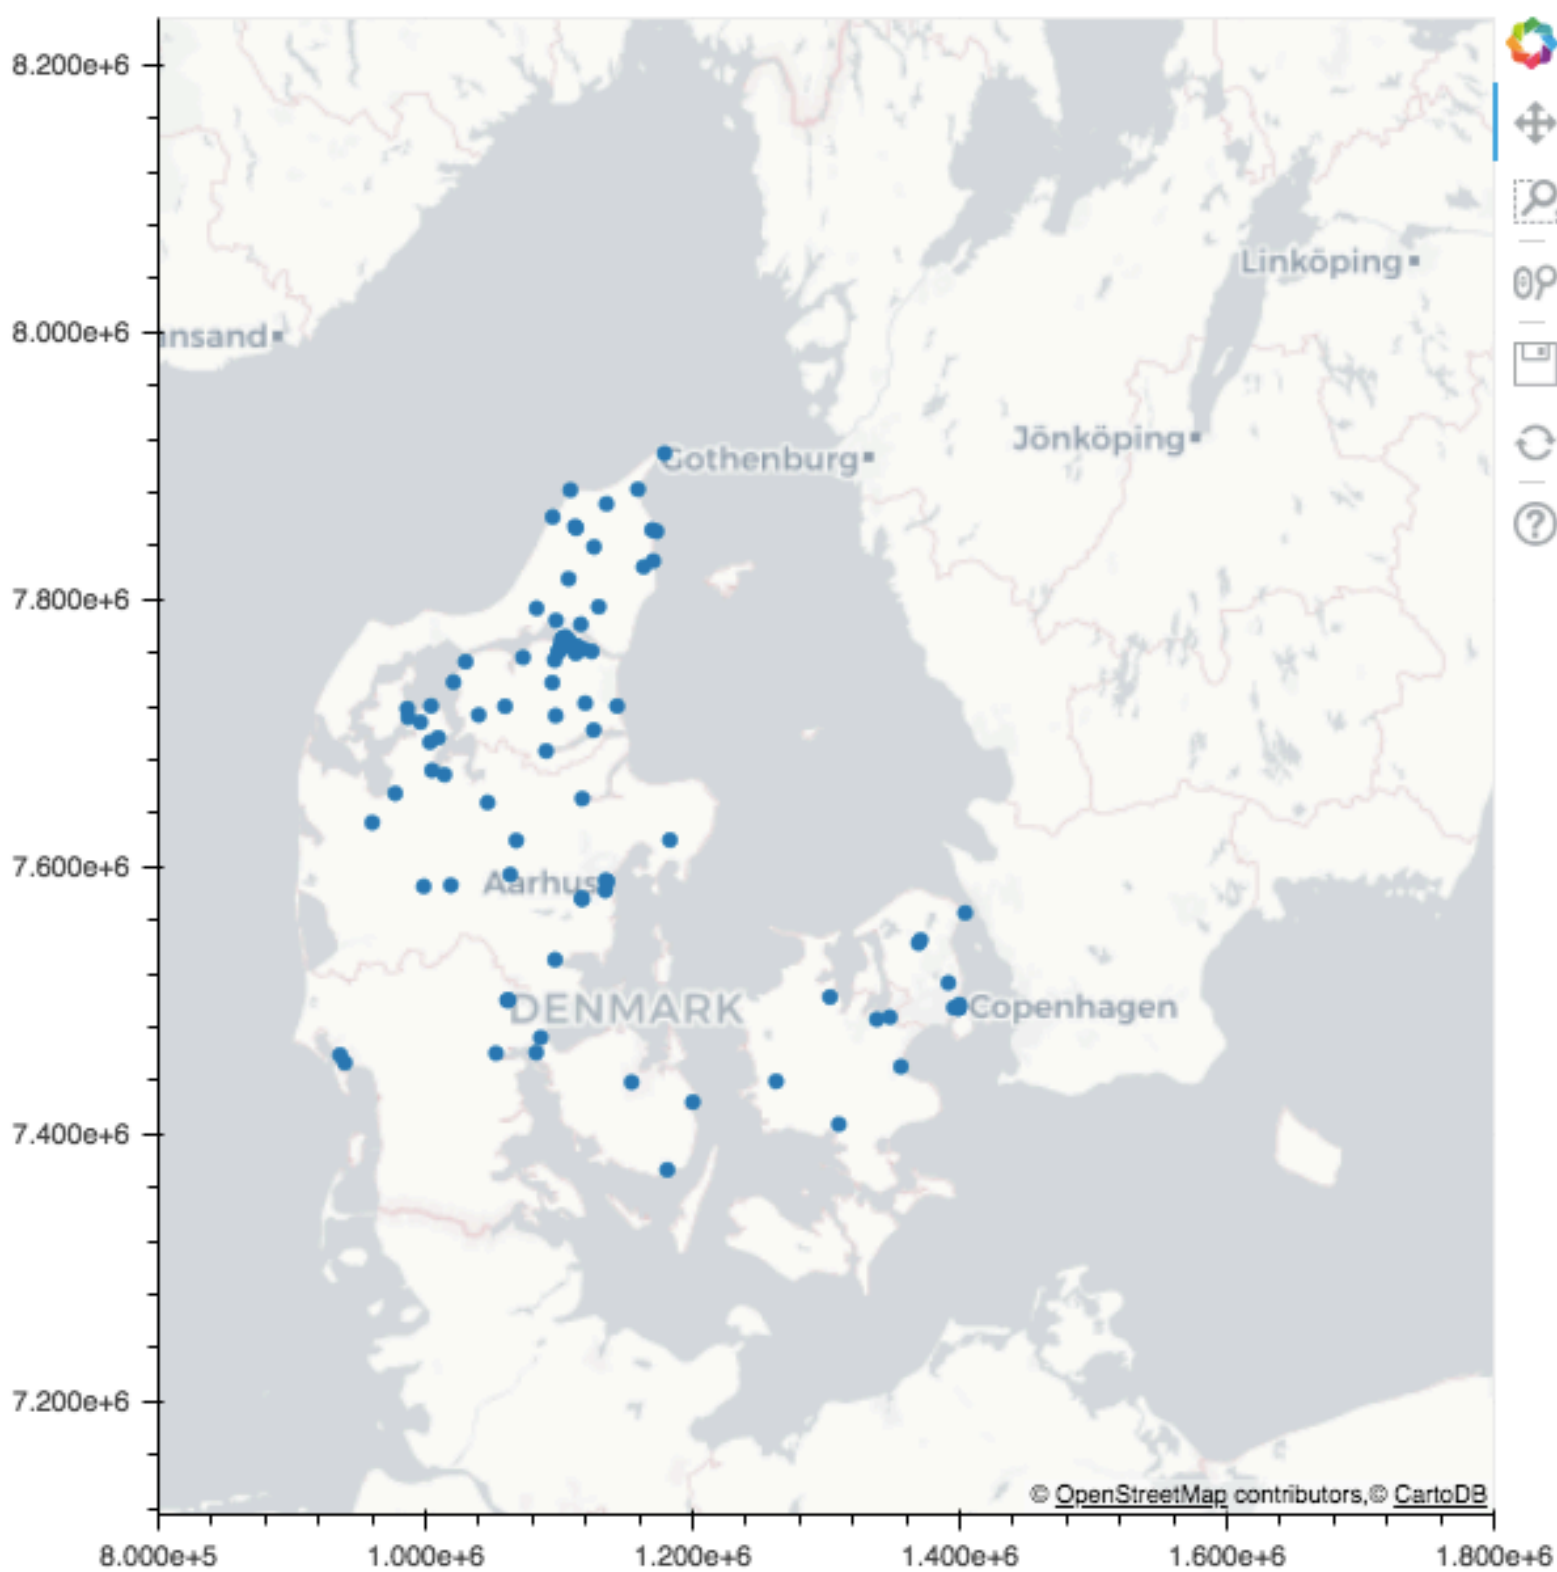 8.200e+6
Linköping
8.000e+6
nsand
Jönköping
Gothenburg
7.800e+6
7.600e+6
Aarhus
DENMARK
Copenhagen
7.400e+6
7.200e+6
© OpenStreetMap contributors,© CartoDB
8.000e+5 1.000e+6 1.200e+6 1.400e+6 1.600e+6 1.800e+6